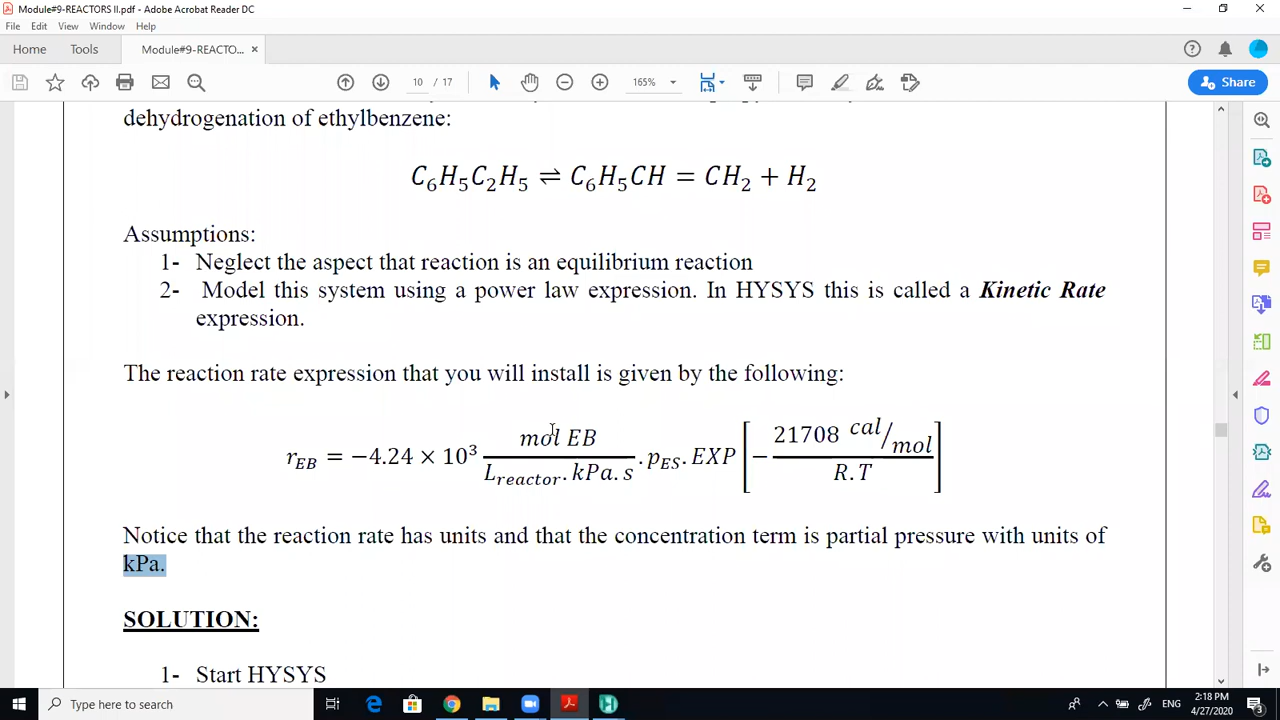 Module#9-REACTORS II.pdf - Adobe Acrobat Reader DC
File Edit View Window Help
Home Tools Module#9-REACTO... ×
10 / 17 165% Share
dehydrogenation of ethylbenzene:
C₆H₅C₂H₅ ⇌ C₆H₅CH = CH₂ + H₂
Assumptions:
1- Neglect the aspect that reaction is an equilibrium reaction
2- Model this system using a power law expression. In HYSYS this is called a Kinetic Rate
expression.
The reaction rate expression that you will install is given by the following:
r_EB = −4.24 × 10³ mol EB / L_reactor. kPa. s . p_ES. EXP [− 21708 cal/mol / R. T]
Notice that the reaction rate has units and that the concentration term is partial pressure with units of
kPa.
SOLUTION:
1- Start HYSYS
Type here to search
ENG
2:18 PM
4/27/2020
3